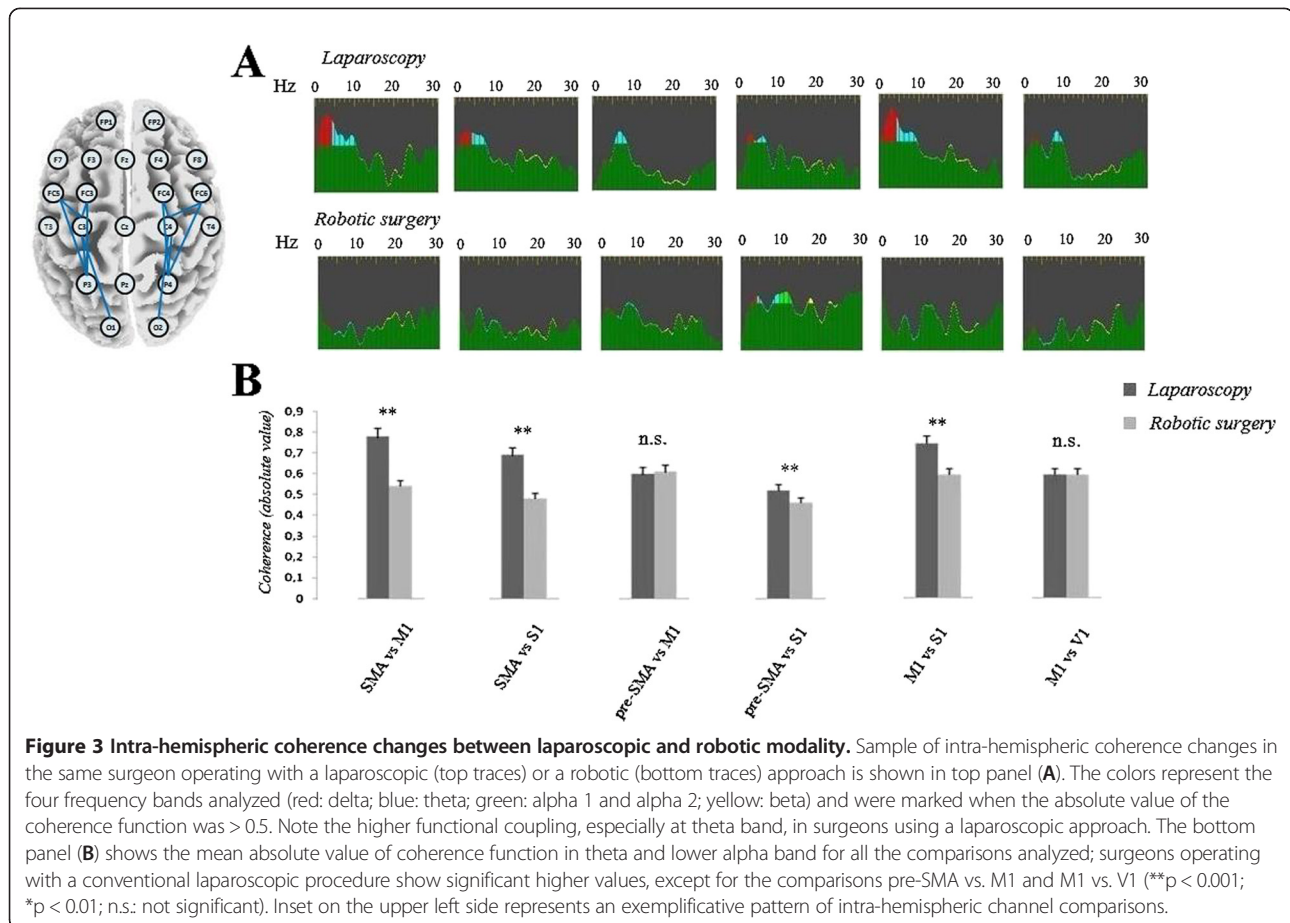 A
Laparoscopy
Hz 0 10 20 30 0 10 20 30 0 10 20 30 0 10 20 30 0 10 20 30 0 10 20 30
FP1 FP2
F7 F3 Fz F4 F8
FC5 FC3 FC4 FC6
T3 C3 Cz C4 T4
P3 Pz P4
O1 O2
Robotic surgery
Hz 0 10 20 30 0 10 20 30 0 10 20 30 0 10 20 30 0 10 20 30 0 10 20 30
B
Laparoscopy
Robotic surgery
Coherence (absolute value)
0,9
0,8
0,7
0,6
0,5
0,4
0,3
0,2
0,1
0
** ** n.s. ** ** n.s.
SMA vs M1
SMA vs S1
pre-SMA vs M1
pre-SMA vs S1
M1 vs S1
M1 vs V1
Figure 3 Intra-hemispheric coherence changes between laparoscopic and robotic modality. Sample of intra-hemispheric coherence changes in
the same surgeon operating with a laparoscopic (top traces) or a robotic (bottom traces) approach is shown in top panel (A). The colors represent the
four frequency bands analyzed (red: delta; blue: theta; green: alpha 1 and alpha 2; yellow: beta) and were marked when the absolute value of the
coherence function was > 0.5. Note the higher functional coupling, especially at theta band, in surgeons using a laparoscopic approach. The bottom
panel (B) shows the mean absolute value of coherence function in theta and lower alpha band for all the comparisons analyzed; surgeons operating
with a conventional laparoscopic procedure show significant higher values, except for the comparisons pre-SMA vs. M1 and M1 vs. V1 (**p < 0.001;
*p < 0.01; n.s.: not significant). Inset on the upper left side represents an exemplificative pattern of intra-hemispheric channel comparisons.